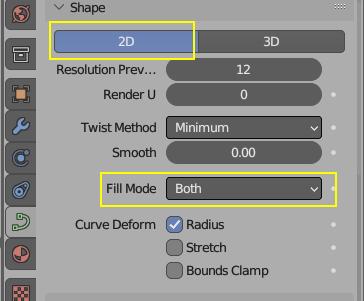 Shape
2D 3D
Resolution Prev... 12
Render U 0
Twist Method Minimum
Smooth 0.00
Fill Mode Both
Curve Deform Radius
Stretch
Bounds Clamp